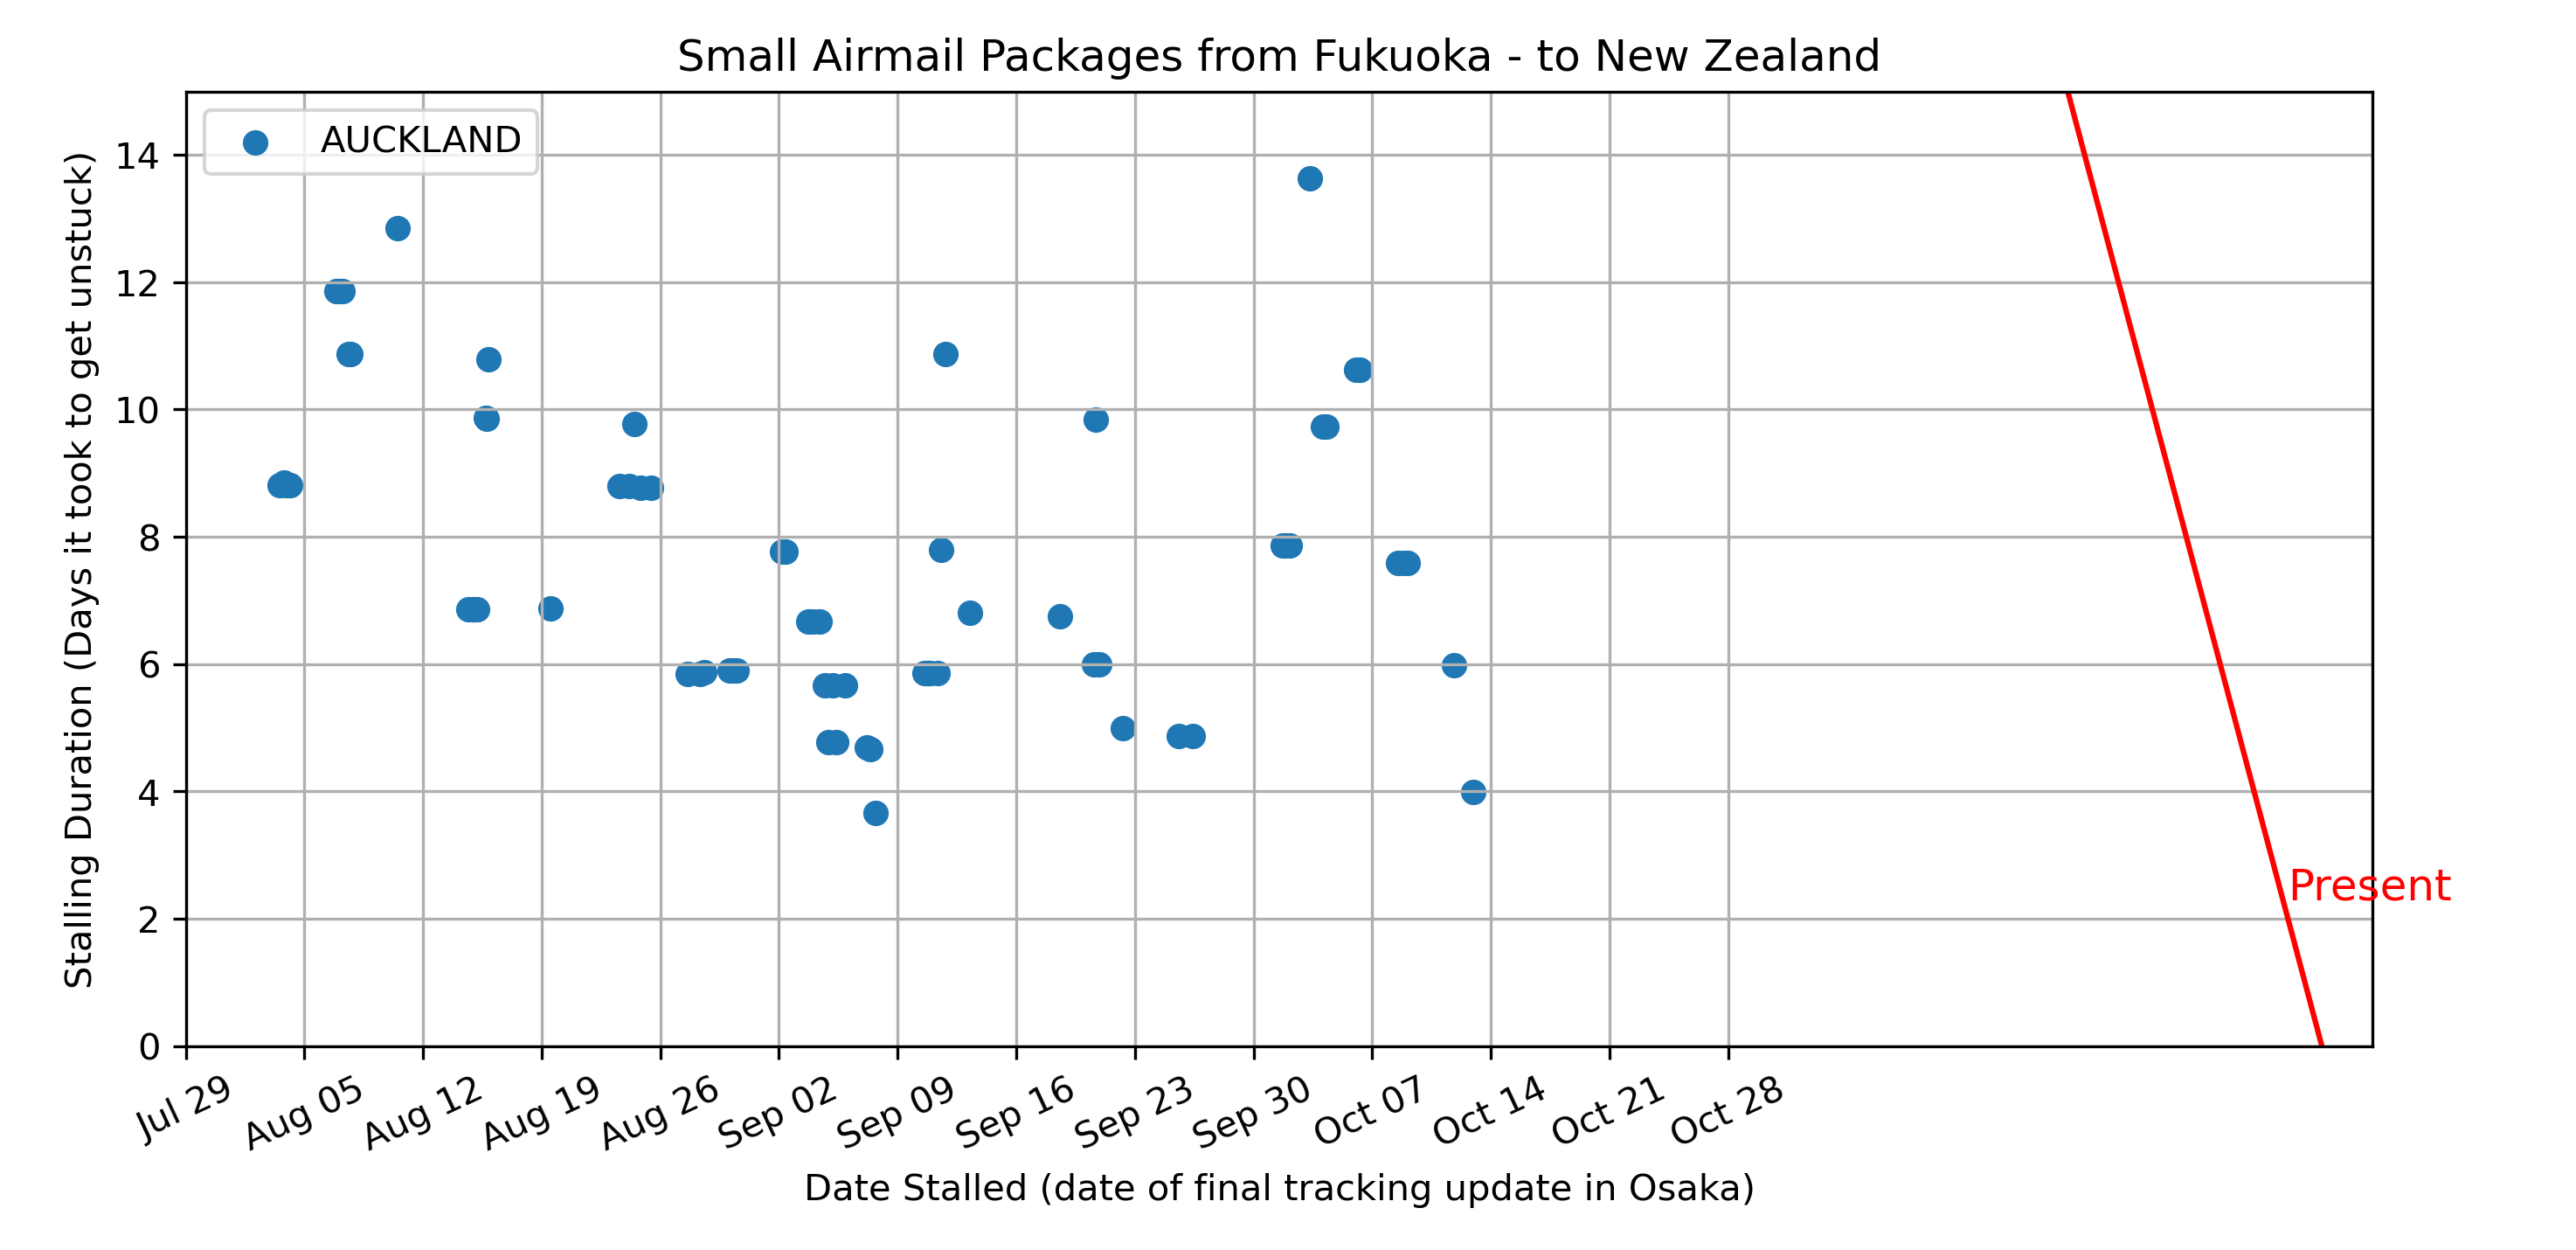 Small Airmail Packages from Fukuoka - to New Zealand
AUCKLAND
Stalling Duration (Days it took to get unstuck)
14
12
10
8
6
4
2
0
Present
Jul 29
Aug 05
Aug 12
Aug 19
Aug 26
Sep 02
Sep 09
Sep 16
Sep 23
Sep 30
Oct 07
Oct 14
Oct 21
Oct 28
Date Stalled (date of final tracking update in Osaka)